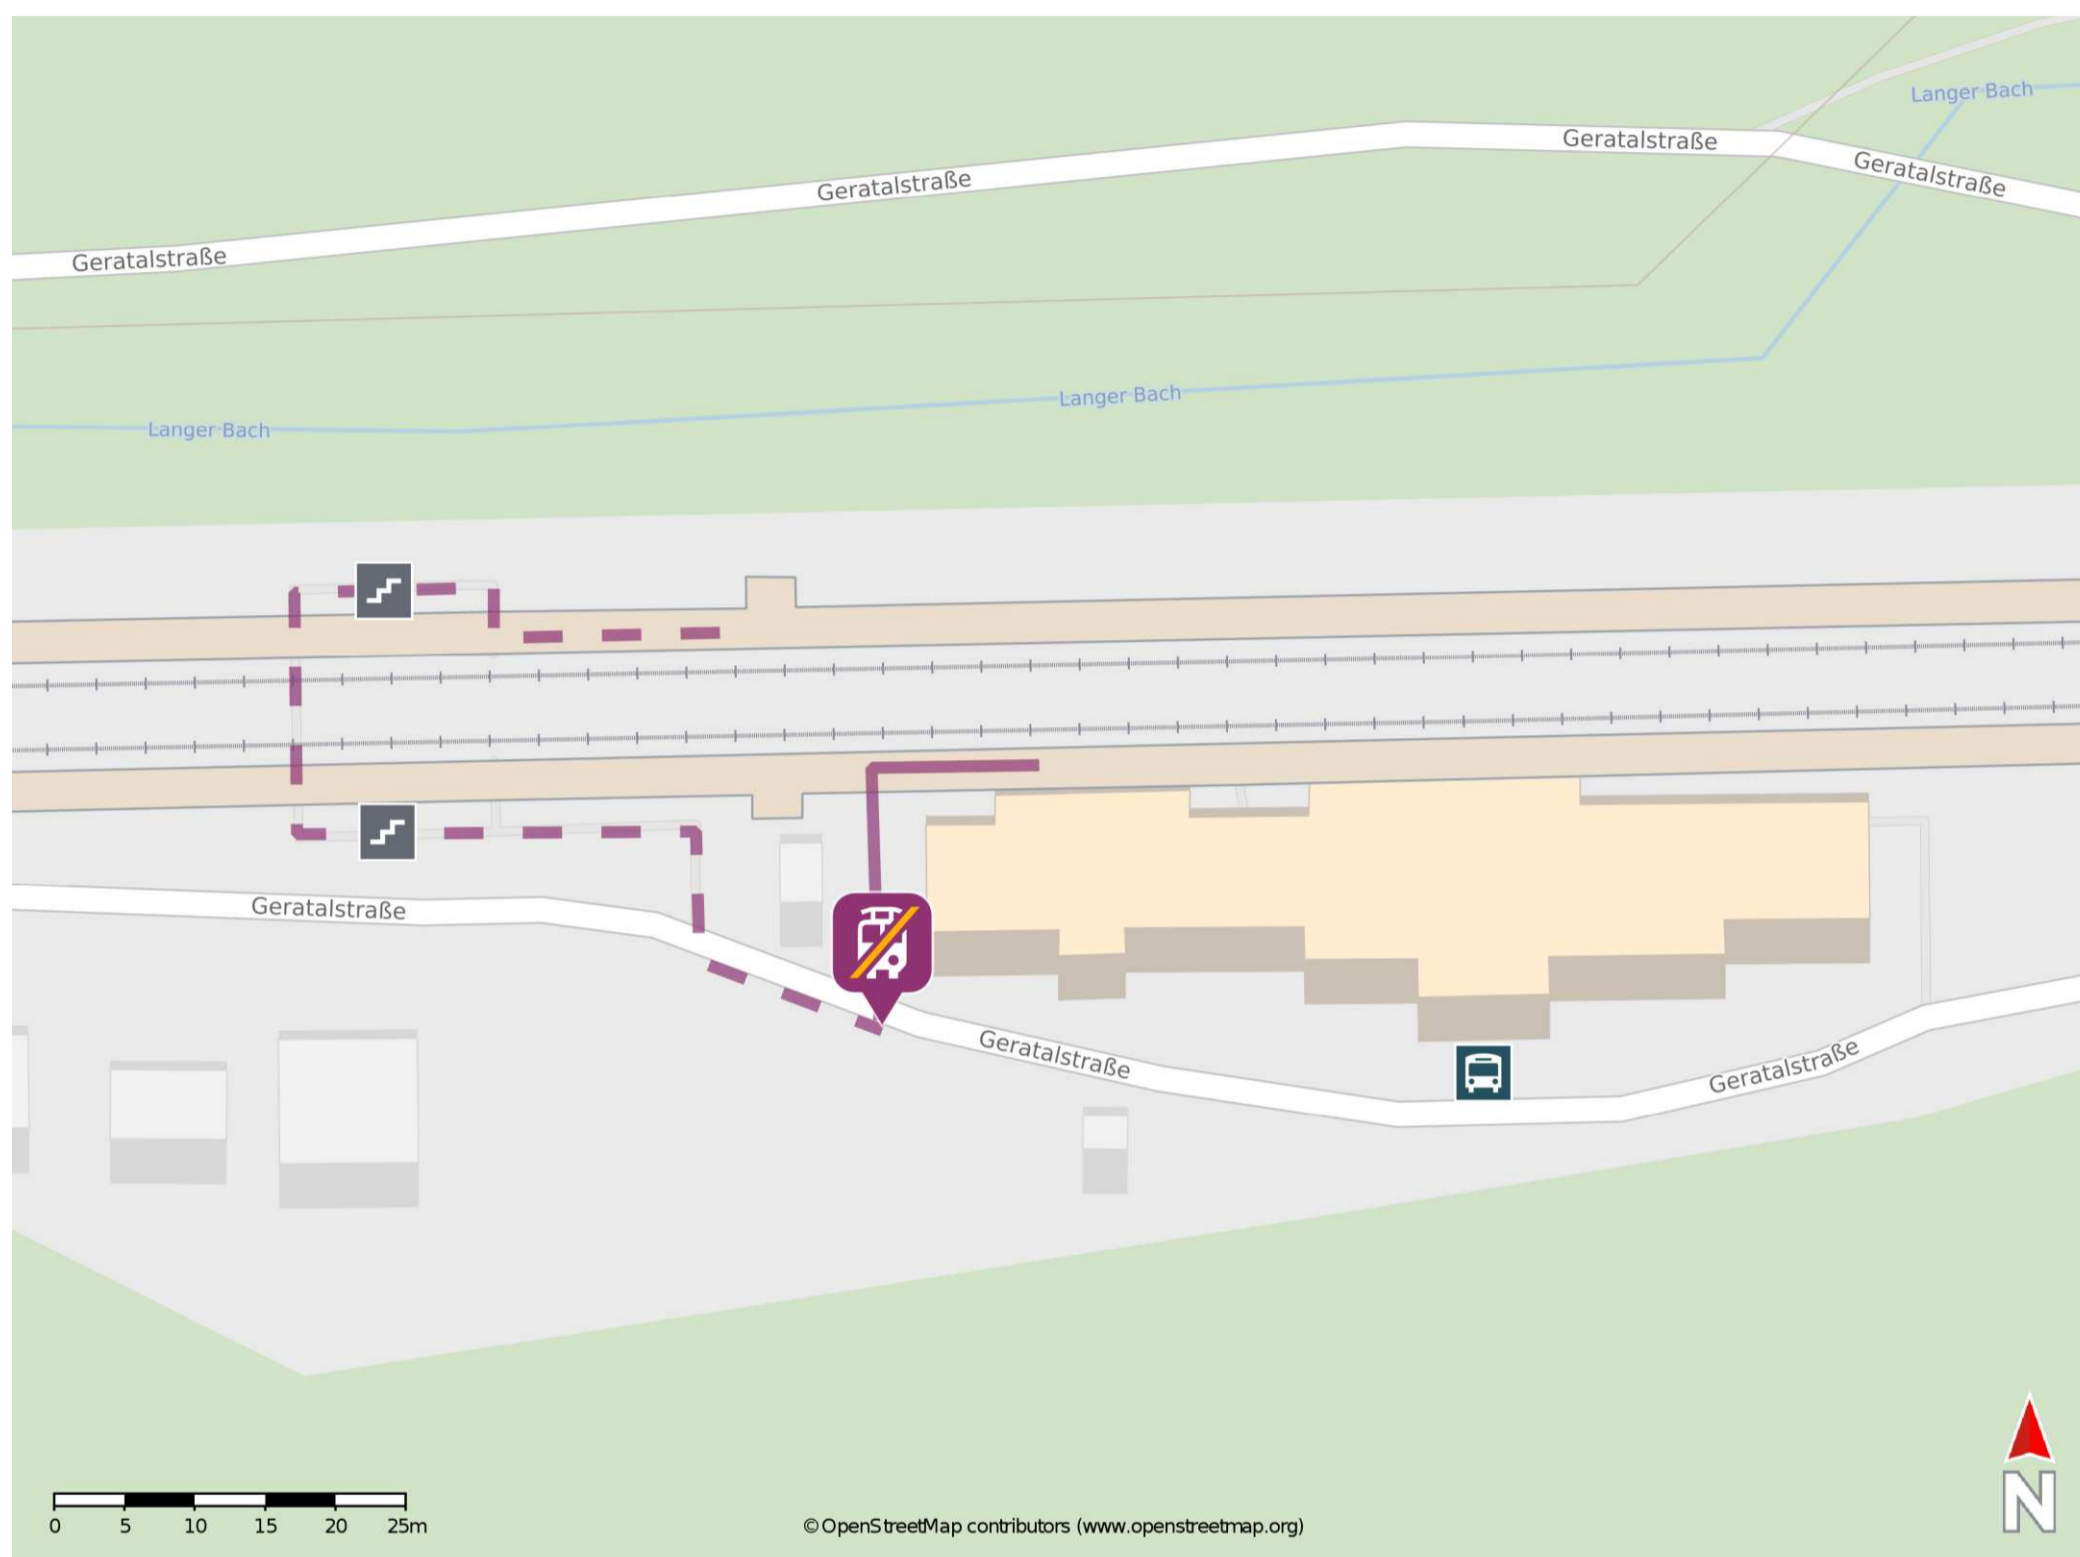 Langer Bach
Geratalstraße
Geratalstraße
Geratalstraße
Geratalstraße
Langer Bach
Langer Bach
Geratalstraße
Geratalstraße
Geratalstraße
N
0 5 10 15 20 25m
© OpenStreetMap contributors (www.openstreetmap.org)